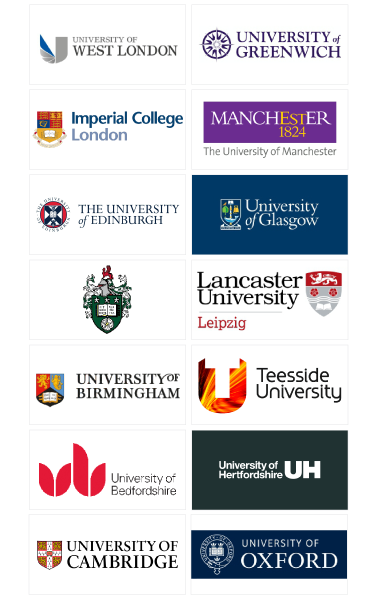 UNIVERSITY OF
WEST LONDON
UNIVERSITY of
GREENWICH
Imperial College
London
MANCHESTER
1824
The University of Manchester
THE UNIVERSITY
of EDINBURGH
University
of Glasgow
Lancaster
University
Leipzig
UNIVERSITYOF
BIRMINGHAM
Teesside
University
University of
Bedfordshire
University of
Hertfordshire UH
UNIVERSITY OF
CAMBRIDGE
UNIVERSITY OF
OXFORD